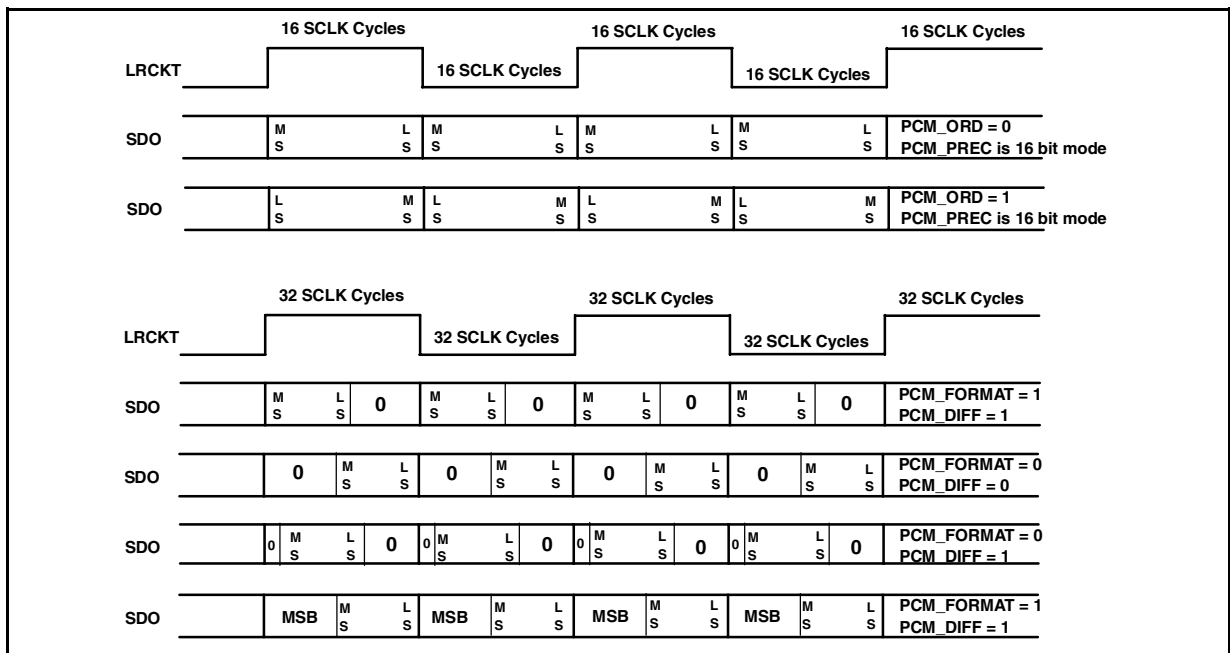 16 SCLK Cycles 16 SCLK Cycles 16 SCLK Cycles
LRCKT 16 SCLK Cycles 16 SCLK Cycles
SDO M L M L M L M L PCM_ORD = 0
S S S S S S S S PCM_PREC is 16 bit mode
SDO L M L M L M L M PCM_ORD = 1
S S S S S S S S PCM_PREC is 16 bit mode
32 SCLK Cycles 32 SCLK Cycles 32 SCLK Cycles
LRCKT 32 SCLK Cycles 32 SCLK Cycles
SDO M L 0 M L 0 M L 0 M L 0 PCM_FORMAT = 1
S S S S S S S S PCM_DIFF = 1
SDO 0 M L 0 M L 0 M L 0 M L PCM_FORMAT = 0
S S S S S S S S PCM_DIFF = 0
SDO 0 M L 0 0 M L 0 0 M L 0 0 M L 0 PCM_FORMAT = 0
S S S S S S S S PCM_DIFF = 1
SDO MSB M L MSB M L MSB M L MSB M L PCM_FORMAT = 1
S S S S S S S S PCM_DIFF = 1